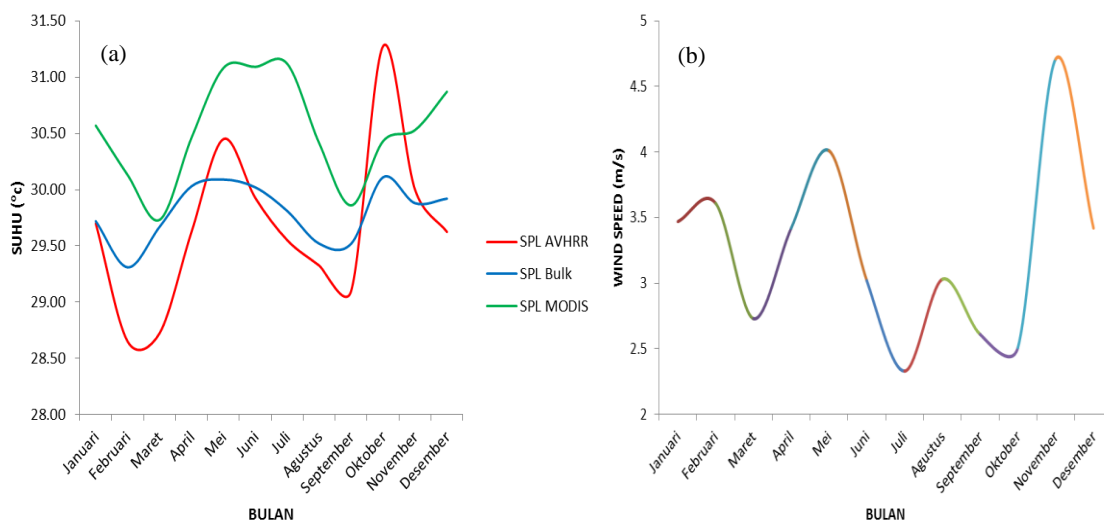 (a)
SUHU (°c)
31.50
31.00
30.50
30.00
29.50
29.00
28.50
28.00
Januari
Februari
Maret
April
Mei
Juni
Juli
Agustus
September
Oktober
November
Desember
BULAN
SPL AVHRR
SPL Bulk
SPL MODIS
(b)
WIND SPEED (m/s)
5
4.5
4
3.5
3
2.5
2
Januari
Februari
Maret
April
Mei
Juni
Juli
Agustus
September
Oktober
November
Desember
BULAN